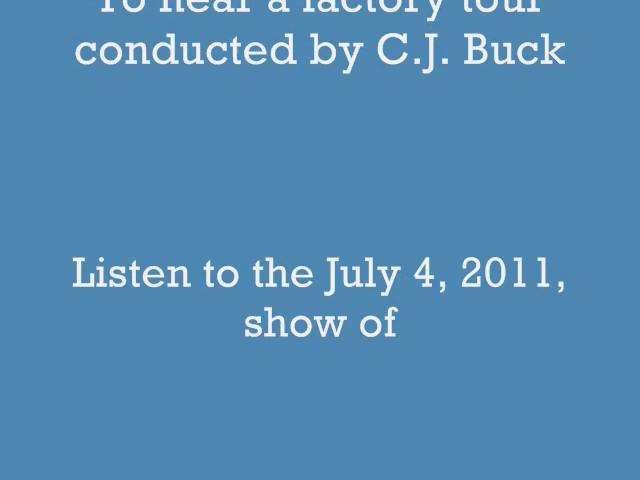 To hear a factory tour
conducted by C.J. Buck
Listen to the July 4, 2011,
show of